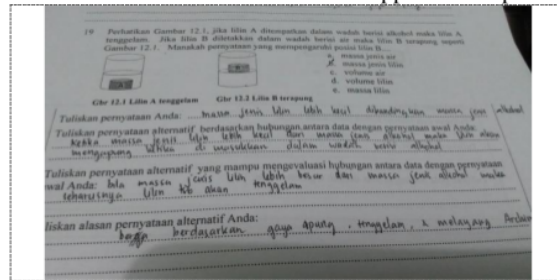 19 Perhatikan Gambar 12.1, jika lilin A ditempatkan dalam wadah berisi alkohol maka lilin A
tenggelam. Jika lilin B diletakkan dalam wadah berisi air maka lilin B terapung seperti
Gambar 12.1. Manakah pernyataan yang mempengaruhi posisi lilin B....
a. massa jenis air
massa jenis lilin
c. volume air
d. volume lilin
e. massa lilin
Gbr 12.1 Lilin A tenggelam Gbr 12.2 Lilin B terapung
Tuliskan pernyataan Anda: massa jenis lilin lebih kecil dibandingkan massa jenis alkohol
Tuliskan pernyataan alternatif berdasarkan hubungan antara data dengan pernyataan awal Anda:
ketika massa jenis lilin lebih kecil dari massa jenis alkohol maka lilin akan
mengapung ketika di masukkan dalam wadah berisi alkohol
Tuliskan pernyataan alternatif yang mampu mengevaluasi hubungan antara data dengan pernyataan
awal Anda: bila massa jenis lilin lebih besar dari massa jenis alkohol maka
seharusnya lilin akan tenggelam
liskan alasan pernyataan alternatif Anda:
berdasarkan gaya apung, tenggelam, & melayang